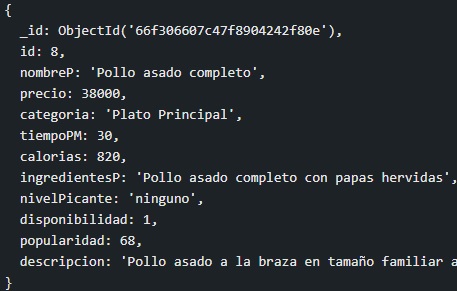 {
_id: ObjectId('66f306607c47f8904242f80e'),
id: 8,
nombreP: 'Pollo asado completo',
precio: 38000,
categoria: 'Plato Principal',
tiempoPM: 30,
calorias: 820,
ingredientesP: 'Pollo asado completo con papas hervidas',
nivelPicante: 'ninguno',
disponibilidad: 1,
popularidad: 68,
descripcion: 'Pollo asado a la braza en tamaño familiar a
}